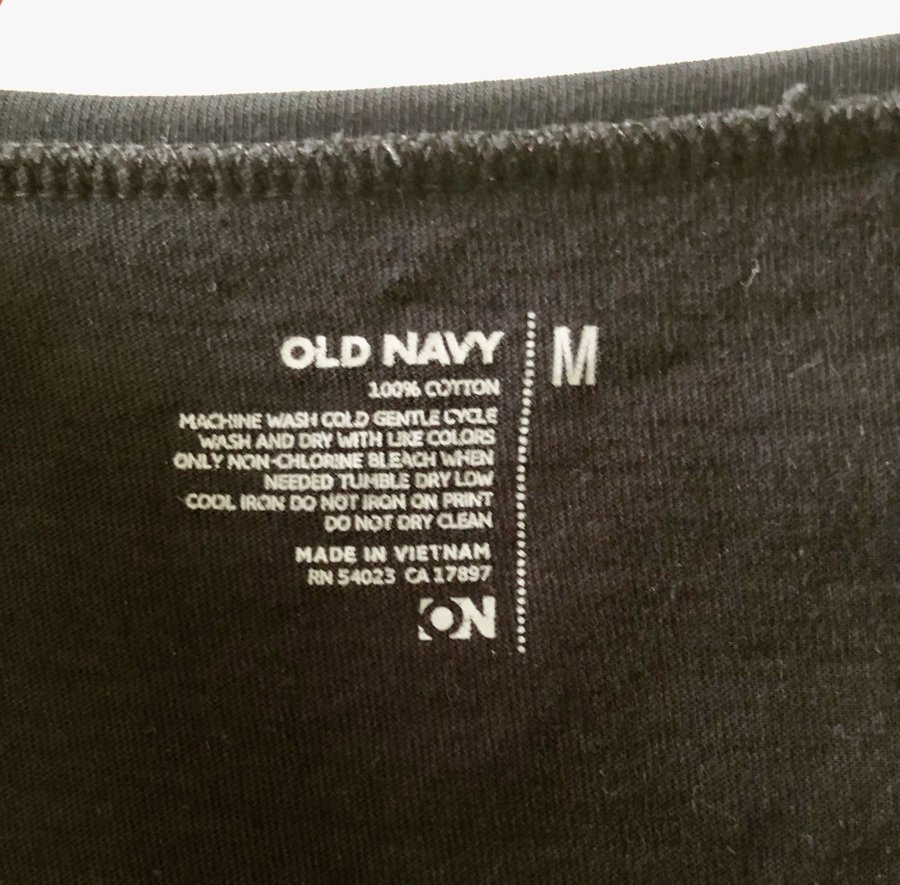 OLD NAVY
M
100% COTTON
MACHINE WASH COLD GENTLE CYCLE
WASH AND DRY WITH LIKE COLORS
ONLY NON-CHLORINE BLEACH WHEN
NEEDED TUMBLE DRY LOW
COOL IRON DO NOT IRON ON PRINT
DO NOT DRY CLEAN
MADE IN VIETNAM
RN 54023 CA 17897
ON